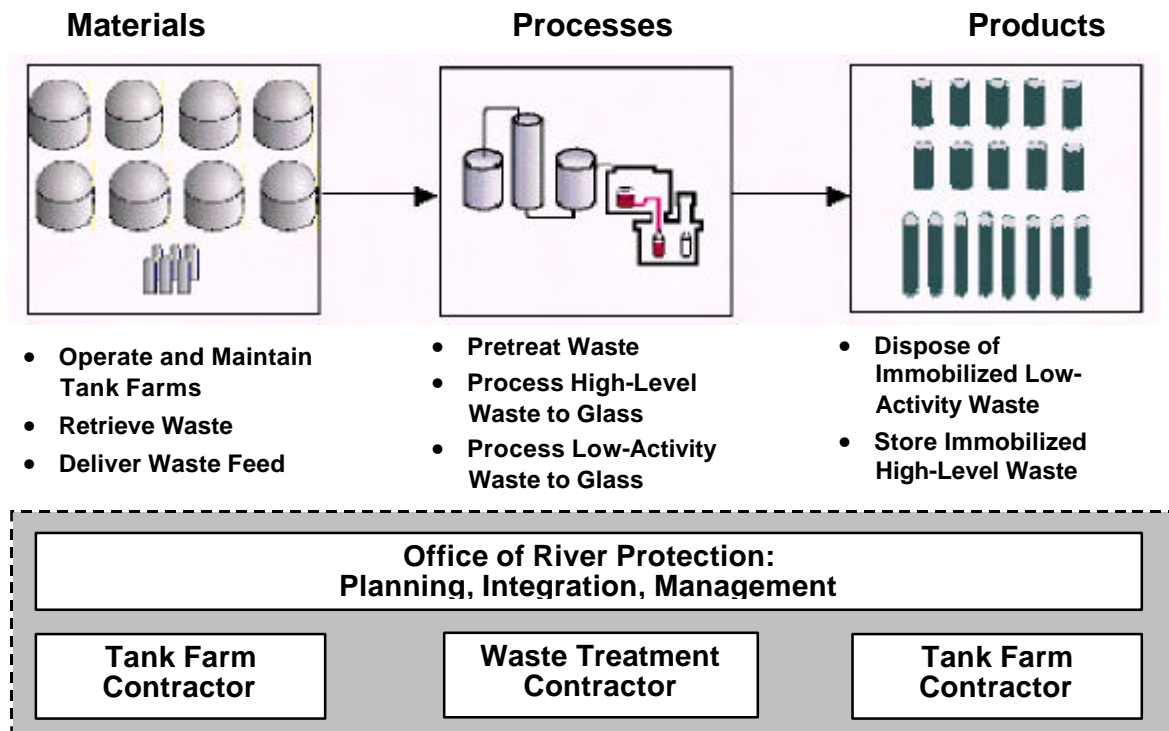 Materials
Processes
Products
• Operate and Maintain
Tank Farms
• Retrieve Waste
• Deliver Waste Feed
• Pretreat Waste
• Process High-Level
Waste to Glass
• Process Low-Activity
Waste to Glass
• Dispose of
Immobilized Low-
Activity Waste
• Store Immobilized
High-Level Waste
Office of River Protection:
Planning, Integration, Management
Tank Farm
Contractor
Waste Treatment
Contractor
Tank Farm
Contractor